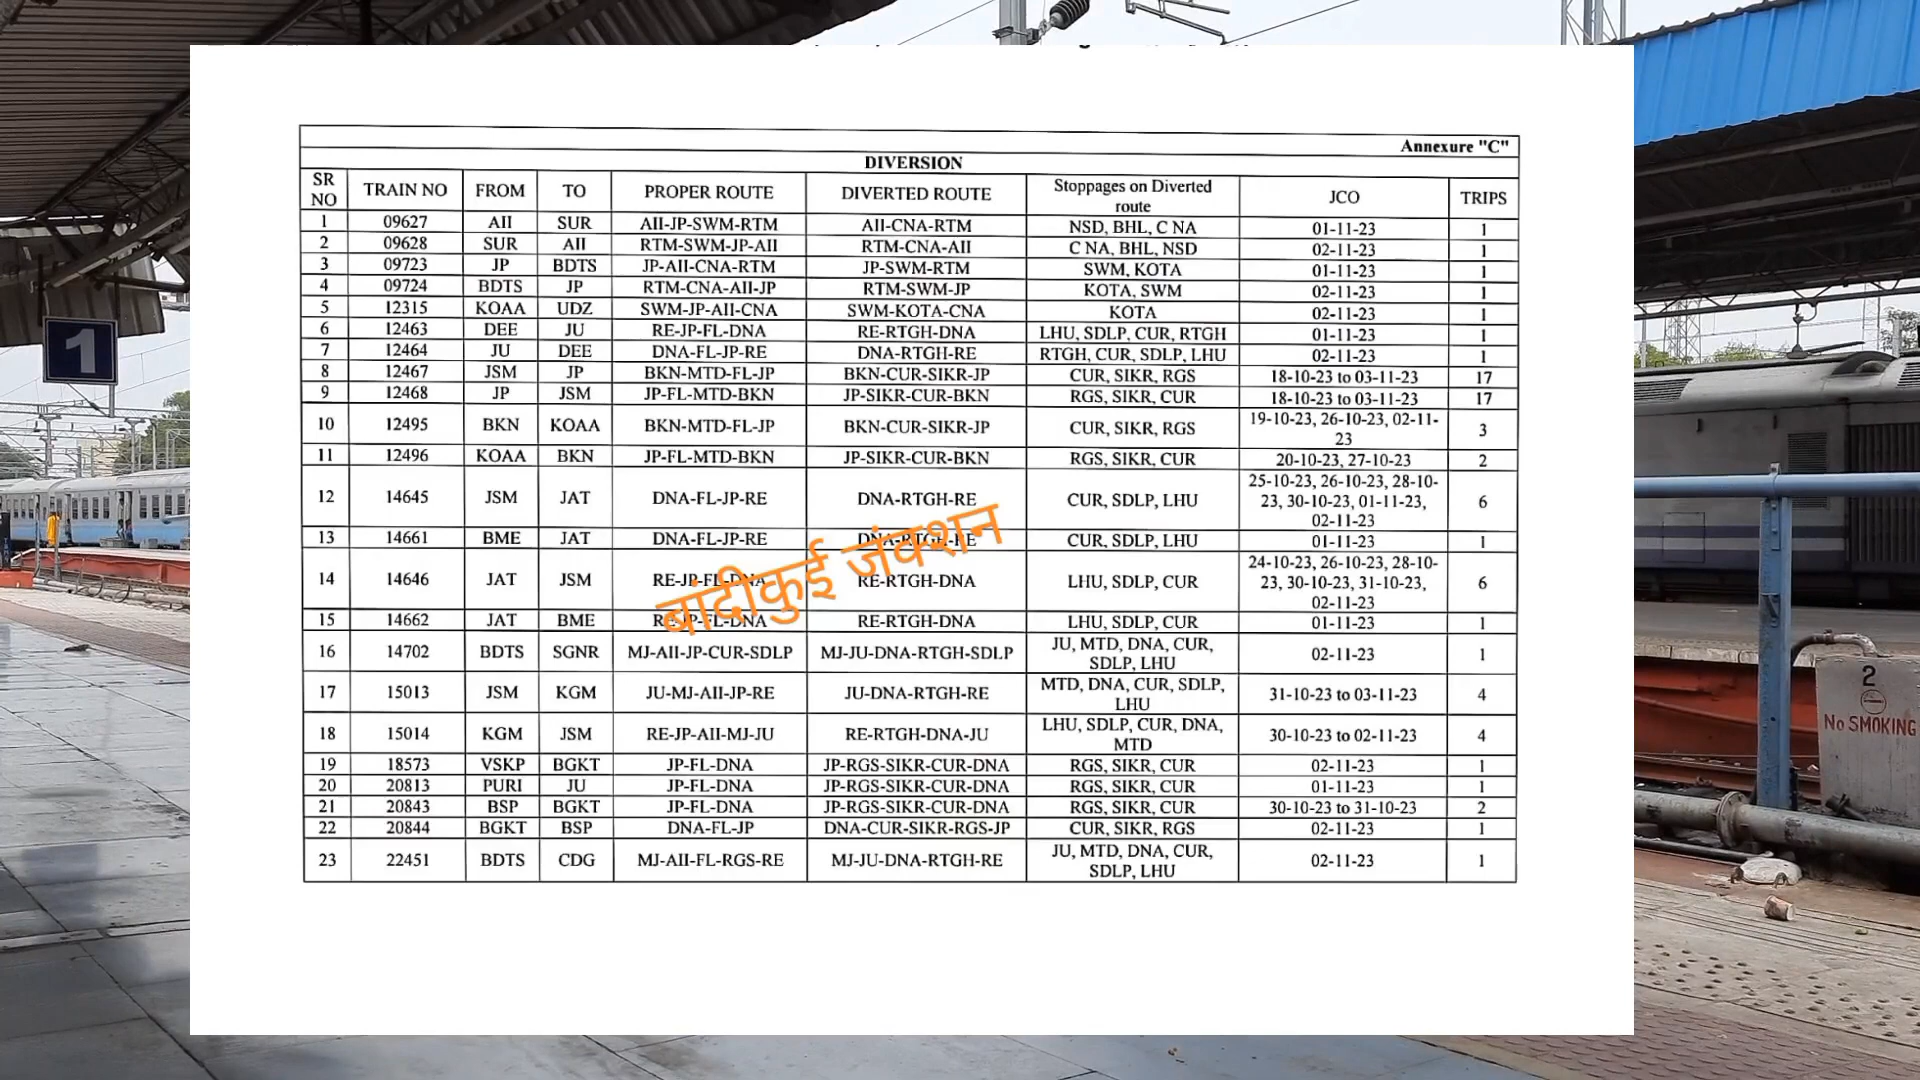 Annexure "C"
DIVERSION
SR NO TRAIN NO FROM TO PROPER ROUTE DIVERTED ROUTE Stoppages on Diverted route JCO TRIPS
1 09627 AII SUR AII-JP-SWM-RTM AII-CNA-RTM NSD, BHL, C NA 01-11-23 1
2 09628 SUR AII RTM-SWM-JP-AII RTM-CNA-AII C NA, BHL, NSD 02-11-23 1
3 09723 JP BDTS JP-AII-CNA-RTM JP-SWM-RTM SWM, KOTA 01-11-23 1
4 09724 BDTS JP RTM-CNA-AII-JP RTM-SWM-JP KOTA, SWM 02-11-23 1
5 12315 KOAA UDZ SWM-JP-AII-CNA SWM-KOTA-CNA KOTA 02-11-23 1
6 12463 DEE JU RE-JP-FL-DNA RE-RTGH-DNA LHU, SDLP, CUR, RTGH 01-11-23 1
7 12464 JU DEE DNA-FL-JP-RE DNA-RTGH-RE RTGH, CUR, SDLP, LHU 02-11-23 1
8 12467 JSM JP BKN-MTD-FL-JP BKN-CUR-SIKR-JP CUR, SIKR, RGS 18-10-23 to 03-11-23 17
9 12468 JP JSM JP-FL-MTD-BKN JP-SIKR-CUR-BKN RGS, SIKR, CUR 18-10-23 to 03-11-23 17
10 12495 BKN KOAA BKN-MTD-FL-JP BKN-CUR-SIKR-JP CUR, SIKR, RGS 19-10-23, 26-10-23, 02-11-23 3
11 12496 KOAA BKN JP-FL-MTD-BKN JP-SIKR-CUR-BKN RGS, SIKR, CUR 20-10-23, 27-10-23 2
12 14645 JSM JAT DNA-FL-JP-RE DNA-RTGH-RE CUR, SDLP, LHU 25-10-23, 26-10-23, 28-10-23, 30-10-23, 01-11-23, 02-11-23 6
13 14661 BME JAT DNA-FL-JP-RE DNA-RTGH-RE CUR, SDLP, LHU 01-11-23 1
14 14646 JAT JSM RE-JP-FL-DNA RE-RTGH-DNA LHU, SDLP, CUR 24-10-23, 26-10-23, 28-10-23, 30-10-23, 31-10-23, 02-11-23 6
15 14662 JAT BME RE-JP-FL-DNA RE-RTGH-DNA LHU, SDLP, CUR 01-11-23 1
16 14702 BDTS SGNR MJ-AII-JP-CUR-SDLP MJ-JU-DNA-RTGH-SDLP JU, MTD, DNA, CUR, SDLP, LHU 02-11-23 1
17 15013 JSM KGM JU-MJ-AII-JP-RE JU-DNA-RTGH-RE MTD, DNA, CUR, SDLP, LHU 31-10-23 to 03-11-23 4
18 15014 KGM JSM RE-JP-AII-MJ-JU RE-RTGH-DNA-JU LHU, SDLP, CUR, DNA, MTD 30-10-23 to 02-11-23 4
19 18573 VSKP BGKT JP-FL-DNA JP-RGS-SIKR-CUR-DNA RGS, SIKR, CUR 02-11-23 1
20 20813 PURI JU JP-FL-DNA JP-RGS-SIKR-CUR-DNA RGS, SIKR, CUR 01-11-23 1
21 20843 BSP BGKT JP-FL-DNA JP-RGS-SIKR-CUR-DNA RGS, SIKR, CUR 30-10-23 to 31-10-23 2
22 20844 BGKT BSP DNA-FL-JP DNA-CUR-SIKR-RGS-JP CUR, SIKR, RGS 02-11-23 1
23 22451 BDTS CDG MJ-AII-FL-RGS-RE MJ-JU-DNA-RTGH-RE JU, MTD, DNA, CUR, SDLP, LHU 02-11-23 1
बांदीकुई जंक्शन
1
2
No SMOKING